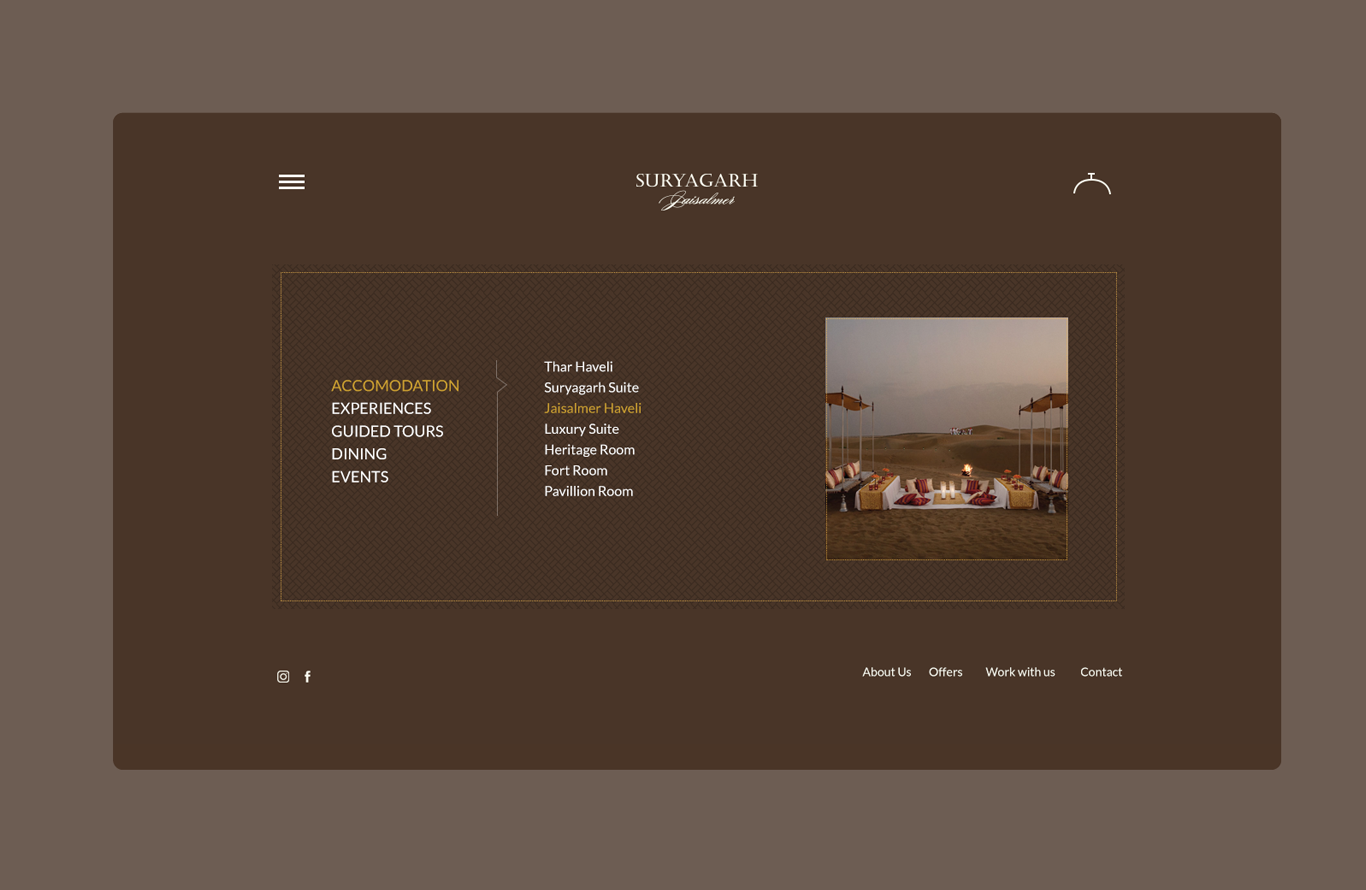 SURYAGARH
Jaisalmer
ACCOMODATION
EXPERIENCES
GUIDED TOURS
DINING
EVENTS
Thar Haveli
Suryagarh Suite
Jaisalmer Haveli
Luxury Suite
Heritage Room
Fort Room
Pavillion Room
About Us Offers Work with us Contact